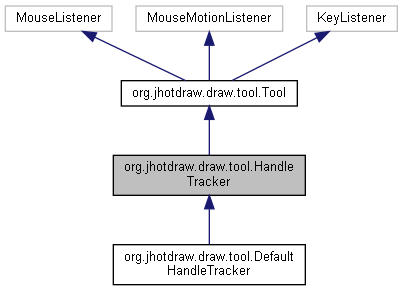 MouseListener
MouseMotionListener
KeyListener
org.jhotdraw.draw.tool.Tool
org.jhotdraw.draw.tool.Handle
Tracker
org.jhotdraw.draw.tool.Default
HandleTracker